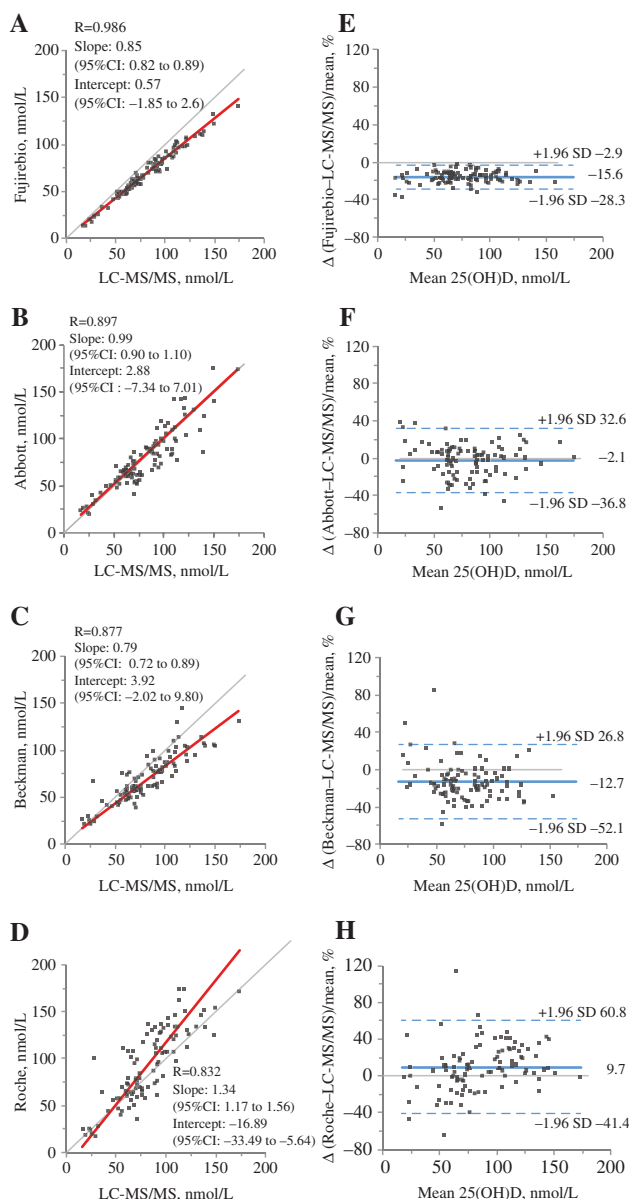 A
R=0.986
Slope: 0.85
(95%CI: 0.82 to 0.89)
Intercept: 0.57
(95%CI: −1.85 to 2.6)
200
150
100
50
0
0 50 100 150 200
Fujirebio, nmol/L
LC-MS/MS, nmol/L
E
120
80
40
0
−40
−80
0 50 100 150 200
+1.96 SD −2.9
−15.6
−1.96 SD −28.3
Δ (Fujirebio–LC-MS/MS)/mean, %
Mean 25(OH)D, nmol/L
B
R=0.897
Slope: 0.99
(95%CI: 0.90 to 1.10)
Intercept: 2.88
(95%CI : −7.34 to 7.01)
200
150
100
50
0
0 50 100 150 200
Abbott, nmol/L
LC-MS/MS, nmol/L
F
120
80
40
0
−40
−80
0 50 100 150 200
+1.96 SD 32.6
−2.1
−1.96 SD −36.8
Δ (Abbott–LC-MS/MS)/mean, %
Mean 25(OH)D, nmol/L
C
R=0.877
Slope: 0.79
(95%CI: 0.72 to 0.89)
Intercept: 3.92
(95%CI: −2.02 to 9.80)
200
150
100
50
0
0 50 100 150 200
Beckman, nmol/L
LC-MS/MS, nmol/L
G
120
80
40
0
−40
−80
0 50 100 150 200
+1.96 SD 26.8
−12.7
−1.96 SD −52.1
Δ (Beckman–LC-MS/MS)/mean, %
Mean 25(OH)D, nmol/L
D
200
150
100
50
0
0 50 100 150 200
R=0.832
Slope: 1.34
(95%CI: 1.17 to 1.56)
Intercept: −16.89
(95%CI: −33.49 to −5.64)
Roche, nmol/L
LC-MS/MS, nmol/L
H
120
80
40
0
−40
−80
0 50 100 150 200
+1.96 SD 60.8
9.7
−1.96 SD −41.4
Δ (Roche–LC-MS/MS)/mean, %
Mean 25(OH)D, nmol/L